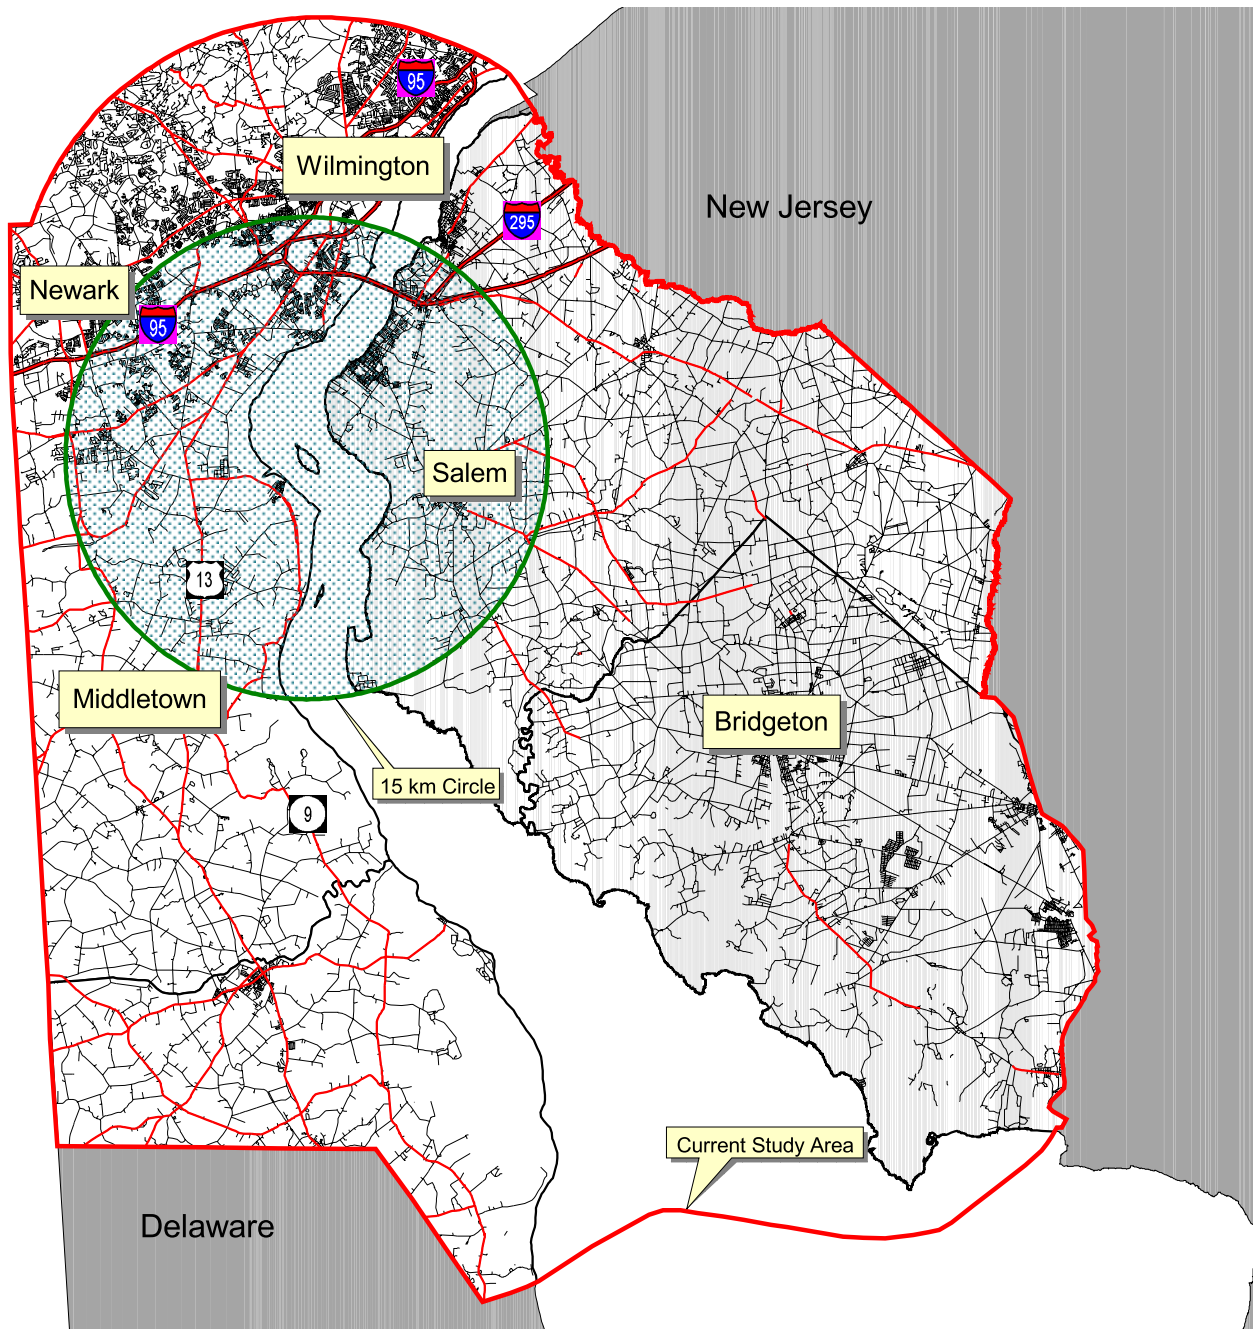 95
Wilmington
New Jersey
295
Newark
95
Salem
13
Middletown
Bridgeton
15 km Circle
9
Current Study Area
Delaware